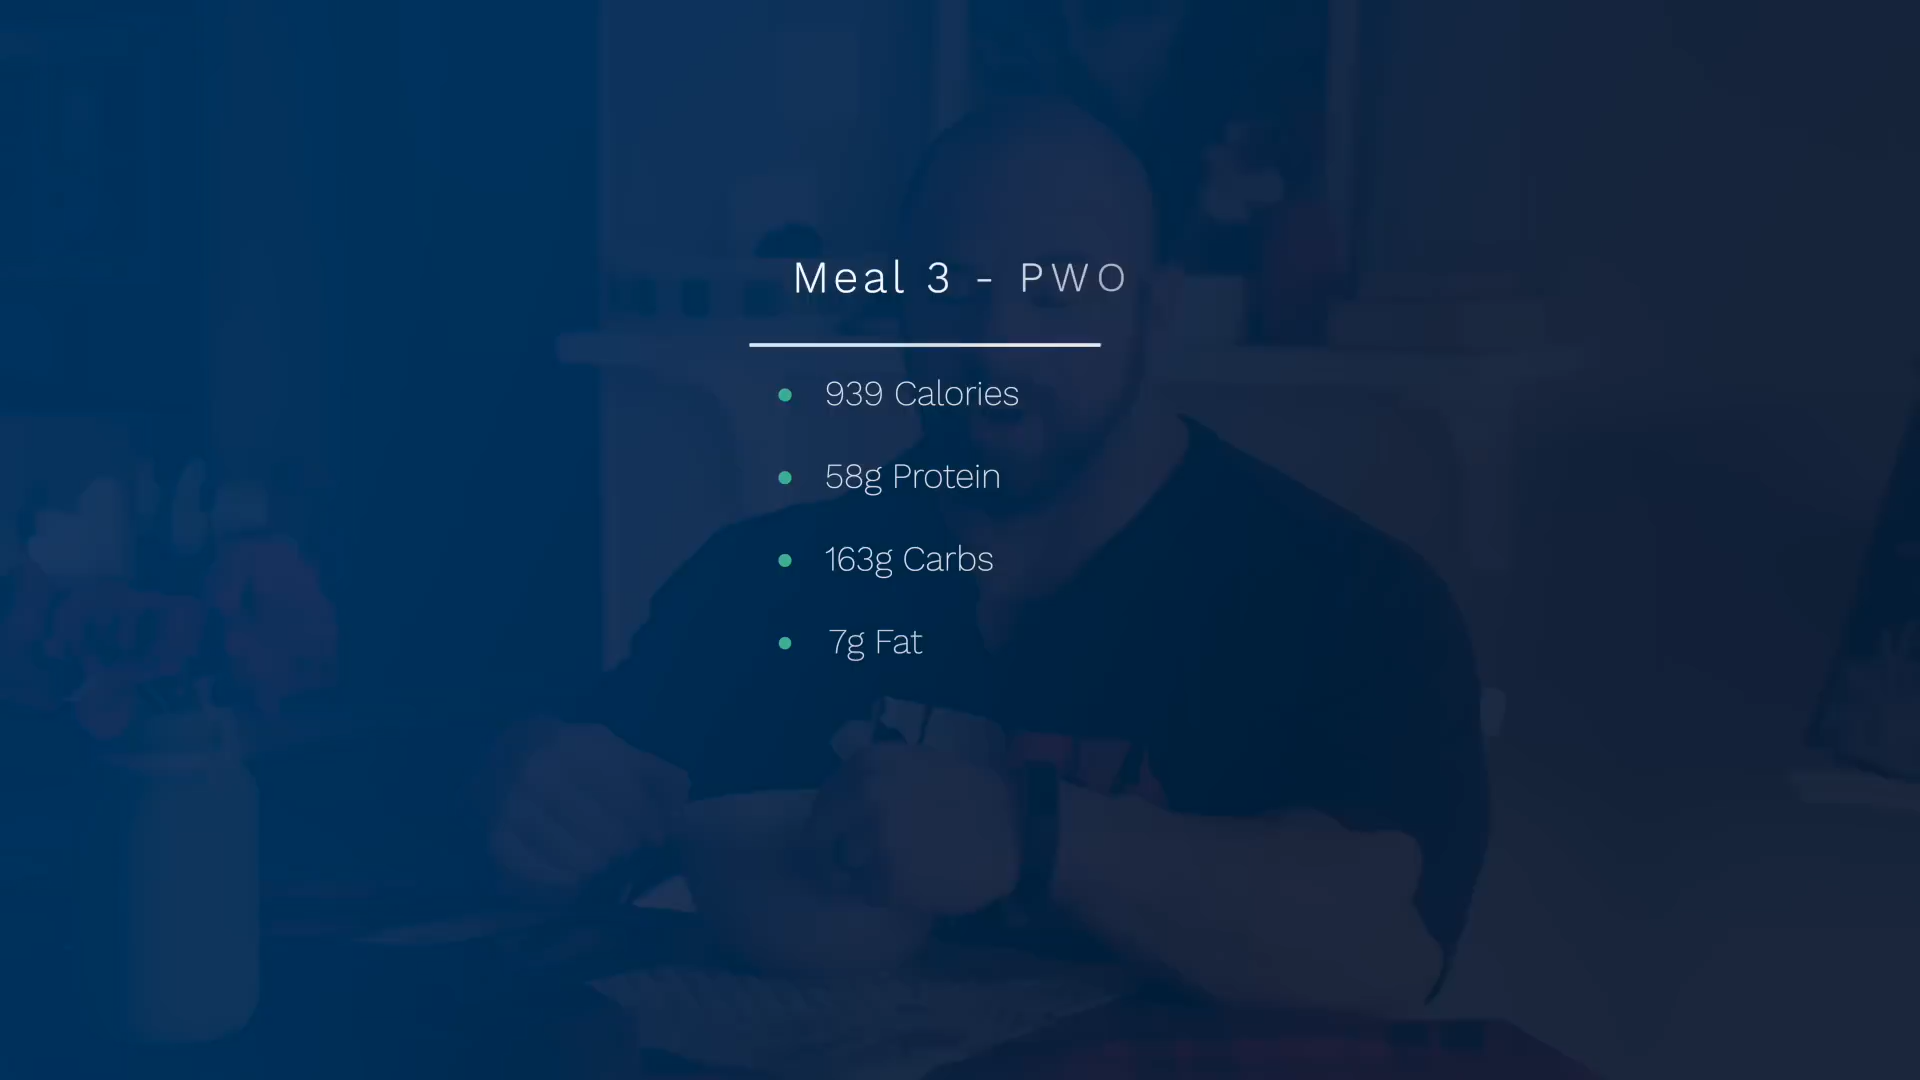 Meal 3 - PWO
939 Calories
58g Protein
163g Carbs
7g Fat